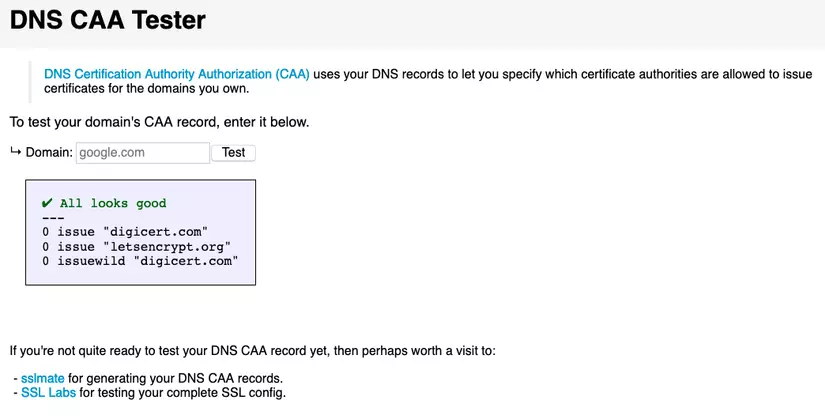 DNS CAA Tester
DNS Certification Authority Authorization (CAA) uses your DNS records to let you specify which certificate authorities are allowed to issue
certificates for the domains you own.
To test your domain's CAA record, enter it below.
↳ Domain: google.com Test
✔ All looks good
---
0 issue "digicert.com"
0 issue "letsencrypt.org"
0 issuewild "digicert.com"
If you're not quite ready to test your DNS CAA record yet, then perhaps worth a visit to:
- sslmate for generating your DNS CAA records.
- SSL Labs for testing your complete SSL config.